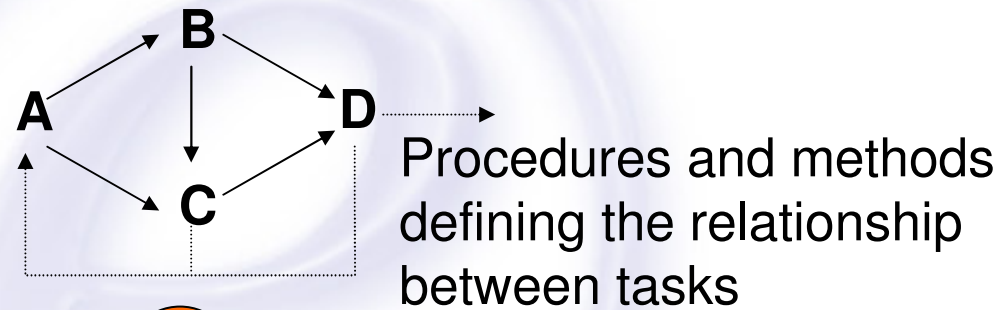 B
A
D
C
Procedures and methods
defining the relationship
between tasks